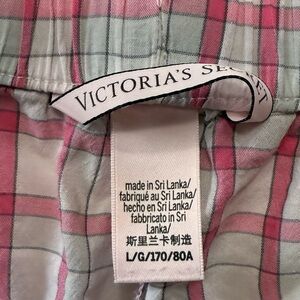 VICTORIA'S SECRET
made in Sri Lanka/
fabriqué au Sri Lanka/
hecho en Sri Lanka/
fabbricato in Sri
Lanka/
斯里兰卡制造
L/G/170/80A